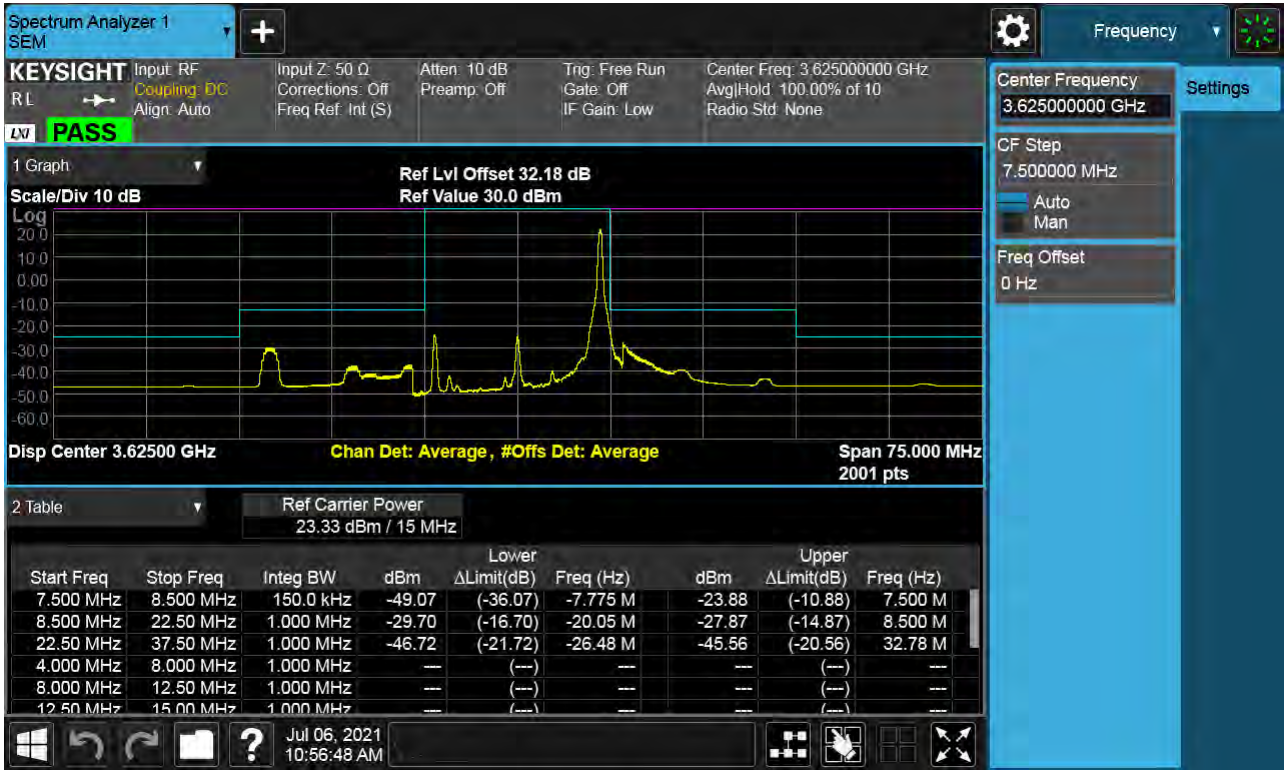 Spectrum Analyzer 1
SEM
Frequency
KEYSIGHT
R L
LXI
PASS
Input: RF
Coupling: DC
Align: Auto
Input Z: 50 Ω
Corrections: Off
Freq Ref: Int (S)
Atten: 10 dB
Preamp: Off
Trig: Free Run
Gate: Off
IF Gain: Low
Center Freq: 3.625000000 GHz
Avg|Hold: 100.00% of 10
Radio Std: None
Center Frequency
3.625000000 GHz
Settings
CF Step
7.500000 MHz
Auto
Man
Freq Offset
0 Hz
1 Graph
Scale/Div 10 dB
Ref Lvl Offset 32.18 dB
Ref Value 30.0 dBm
Log
20.0
10.0
0.00
-10.0
-20.0
-30.0
-40.0
-50.0
-60.0
Disp Center 3.62500 GHz
Chan Det: Average, #Offs Det: Average
Span 75.000 MHz
2001 pts
2 Table
Ref Carrier Power
23.33 dBm / 15 MHz
Lower Upper
Start Freq Stop Freq Integ BW dBm ΔLimit(dB) Freq (Hz) dBm ΔLimit(dB) Freq (Hz)
7.500 MHz 8.500 MHz 150.0 kHz -49.07 (-36.07) -7.775 M -23.88 (-10.88) 7.500 M
8.500 MHz 22.50 MHz 1.000 MHz -29.70 (-16.70) -20.05 M -27.87 (-14.87) 8.500 M
22.50 MHz 37.50 MHz 1.000 MHz -46.72 (-21.72) -26.48 M -45.56 (-20.56) 32.78 M
4.000 MHz 8.000 MHz 1.000 MHz --- (---) --- --- (---) ---
8.000 MHz 12.50 MHz 1.000 MHz --- (---) --- --- (---) ---
12.50 MHz 15.00 MHz 1.000 MHz --- (---) --- --- (---) ---
?
Jul 06, 2021
10:56:48 AM